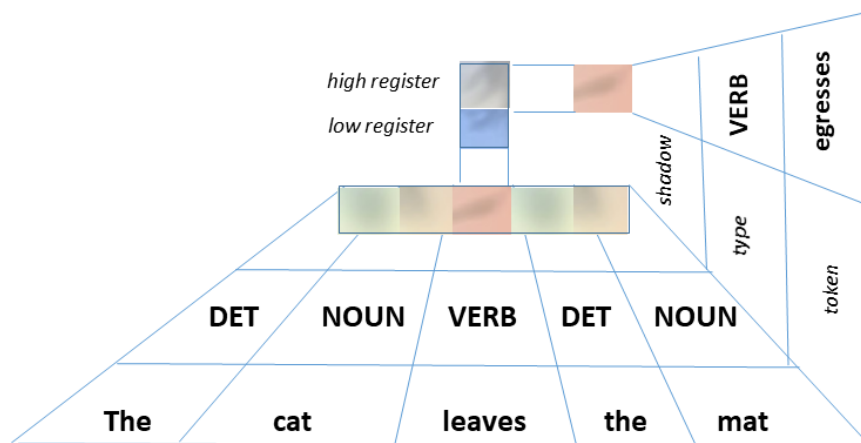 high register
low register
shadow
VERB
egresses
type
token
DET NOUN VERB DET NOUN
The cat leaves the mat